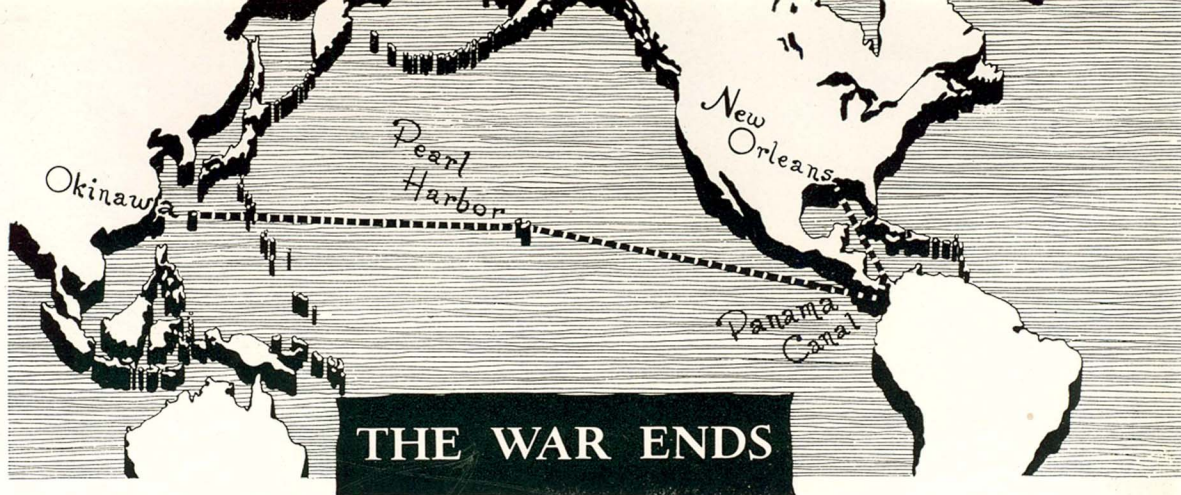 New
Orleans
Pearl
Harbor
Okinawa
Panama
Canal
THE WAR ENDS